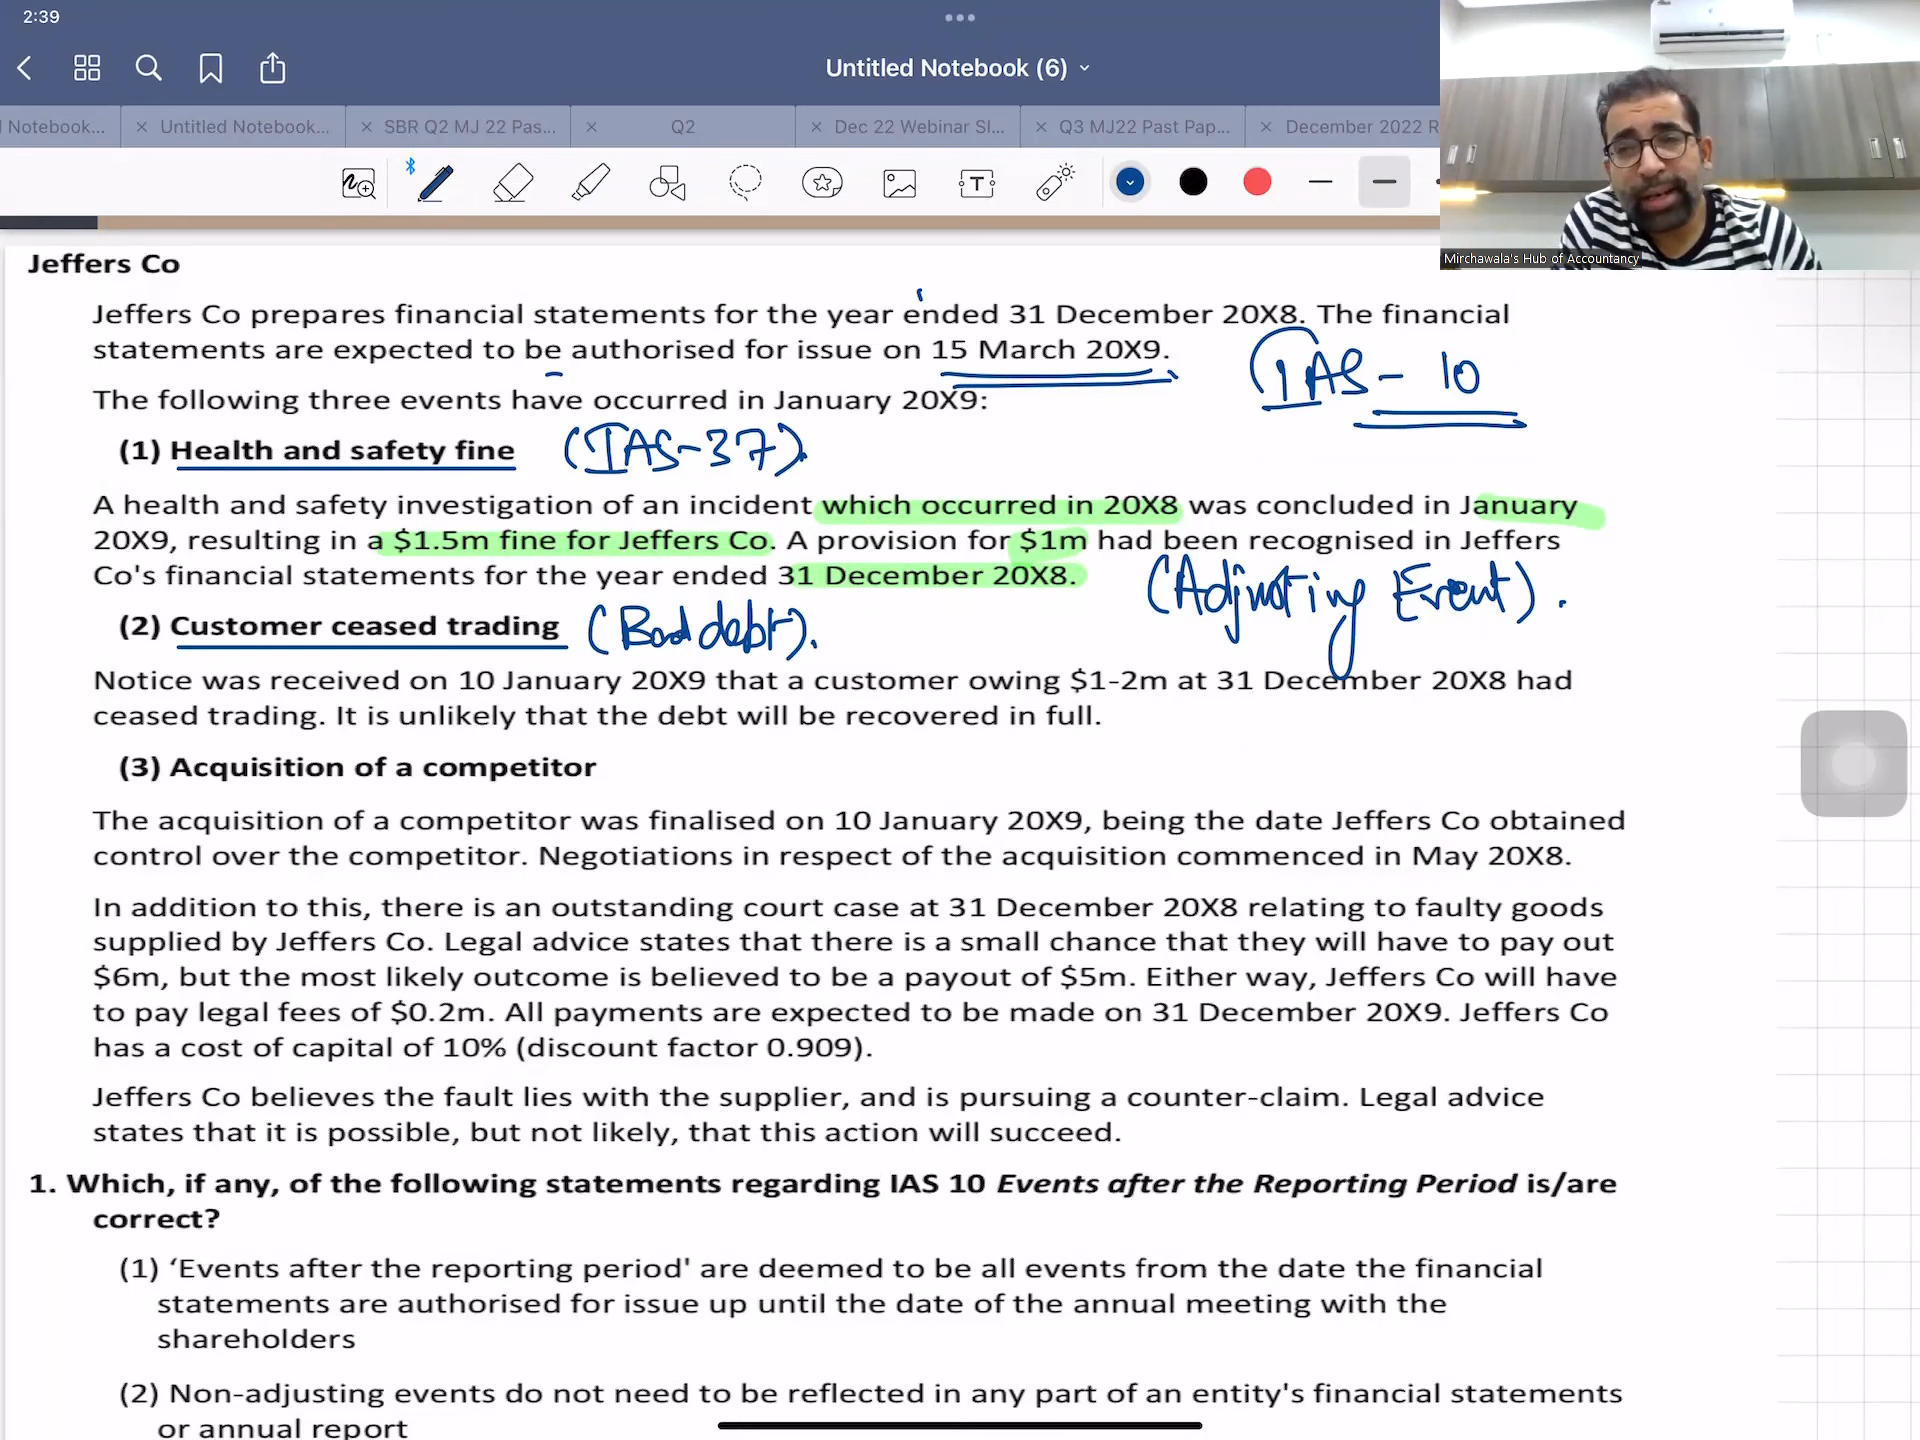 2:39
Untitled Notebook (6)
Notebook...
Untitled Notebook...
SBR Q2 MJ 22 Pas...
Q2
Dec 22 Webinar Sl...
Q3 MJ22 Past Pap...
December 2022 R
Mirchawala's Hub of Accountancy
Jeffers Co
Jeffers Co prepares financial statements for the year ended 31 December 20X8. The financial
statements are expected to be authorised for issue on 15 March 20X9.
IAS - 10
The following three events have occurred in January 20X9:
(1) Health and safety fine (IAS-37).
A health and safety investigation of an incident which occurred in 20X8 was concluded in January
20X9, resulting in a $1.5m fine for Jeffers Co. A provision for $1m had been recognised in Jeffers
Co's financial statements for the year ended 31 December 20X8.
(Adjusting Event).
(2) Customer ceased trading (Bad debt).
Notice was received on 10 January 20X9 that a customer owing $1-2m at 31 December 20X8 had
ceased trading. It is unlikely that the debt will be recovered in full.
(3) Acquisition of a competitor
The acquisition of a competitor was finalised on 10 January 20X9, being the date Jeffers Co obtained
control over the competitor. Negotiations in respect of the acquisition commenced in May 20X8.
In addition to this, there is an outstanding court case at 31 December 20X8 relating to faulty goods
supplied by Jeffers Co. Legal advice states that there is a small chance that they will have to pay out
$6m, but the most likely outcome is believed to be a payout of $5m. Either way, Jeffers Co will have
to pay legal fees of $0.2m. All payments are expected to be made on 31 December 20X9. Jeffers Co
has a cost of capital of 10% (discount factor 0.909).
Jeffers Co believes the fault lies with the supplier, and is pursuing a counter-claim. Legal advice
states that it is possible, but not likely, that this action will succeed.
1. Which, if any, of the following statements regarding IAS 10 Events after the Reporting Period is/are
correct?
(1) ‘Events after the reporting period' are deemed to be all events from the date the financial
statements are authorised for issue up until the date of the annual meeting with the
shareholders
(2) Non-adjusting events do not need to be reflected in any part of an entity's financial statements
or annual report